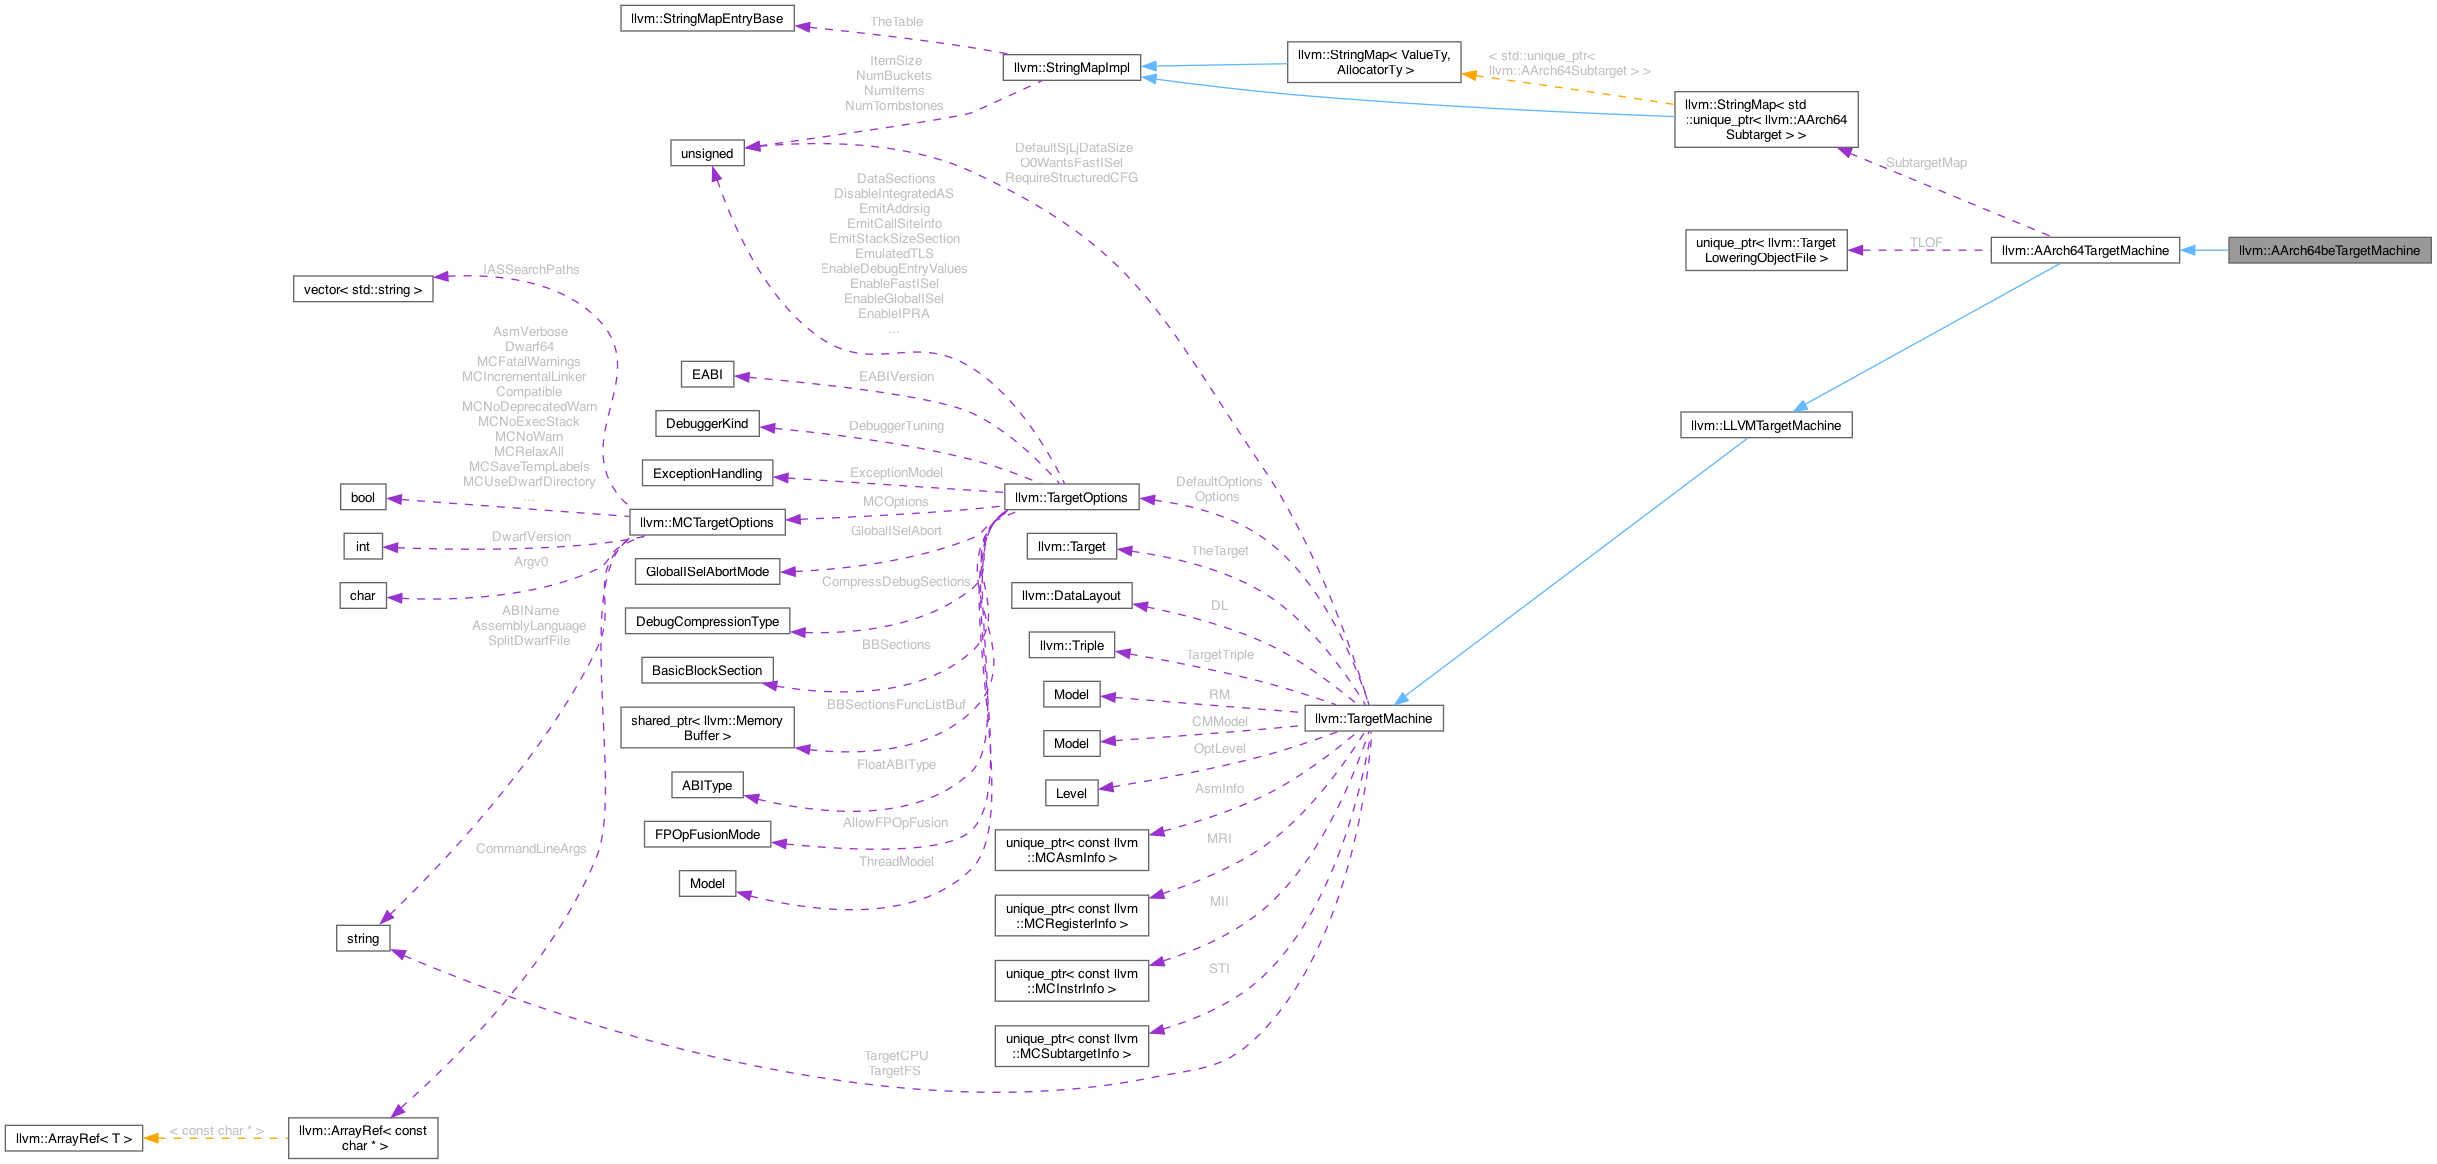 llvm::StringMapEntryBase
TheTable
llvm::StringMapImpl
ItemSize
NumBuckets
NumItems
NumTombstones
llvm::StringMap< ValueTy,
AllocatorTy >
< std::unique_ptr<
llvm::AArch64Subtarget > >
llvm::StringMap< std
::unique_ptr< llvm::AArch64
Subtarget > >
unsigned
DefaultSjLjDataSize
O0WantsFastISel
RequireStructuredCFG
SubtargetMap
DataSections
DisableIntegratedAS
EmitAddrsig
EmitCallSiteInfo
EmitStackSizeSection
EmulatedTLS
EnableDebugEntryValues
EnableFastISel
EnableGlobalISel
EnableIPRA
...
unique_ptr< llvm::Target
LoweringObjectFile >
TLOF
llvm::AArch64TargetMachine
llvm::AArch64beTargetMachine
vector< std::string >
IASSearchPaths
AsmVerbose
Dwarf64
MCFatalWarnings
MCIncrementalLinker
Compatible
MCNoDeprecatedWarn
MCNoExecStack
MCNoWarn
MCRelaxAll
MCSaveTempLabels
MCUseDwarfDirectory
...
EABI
EABIVersion
DebuggerKind
DebuggerTuning
llvm::LLVMTargetMachine
ExceptionHandling
ExceptionModel
bool
llvm::MCTargetOptions
MCOptions
llvm::TargetOptions
DefaultOptions
Options
int
DwarfVersion
GlobalISelAbortMode
GlobalISelAbort
llvm::Target
TheTarget
char
Argv0
DebugCompressionType
CompressDebugSections
llvm::DataLayout
DL
ABIName
AssemblyLanguage
SplitDwarfFile
BasicBlockSection
BBSections
llvm::Triple
TargetTriple
shared_ptr< llvm::Memory
Buffer >
BBSectionsFuncListBuf
Model
RM
llvm::TargetMachine
Model
CMModel
ABIType
FloatABIType
Level
OptLevel
FPOpFusionMode
AllowFPOpFusion
unique_ptr< const llvm
::MCAsmInfo >
AsmInfo
CommandLineArgs
Model
ThreadModel
unique_ptr< const llvm
::MCRegisterInfo >
MRI
string
unique_ptr< const llvm
::MCInstrInfo >
MII
unique_ptr< const llvm
::MCSubtargetInfo >
STI
TargetCPU
TargetFS
llvm::ArrayRef< T >
< const char * >
llvm::ArrayRef< const
char * >